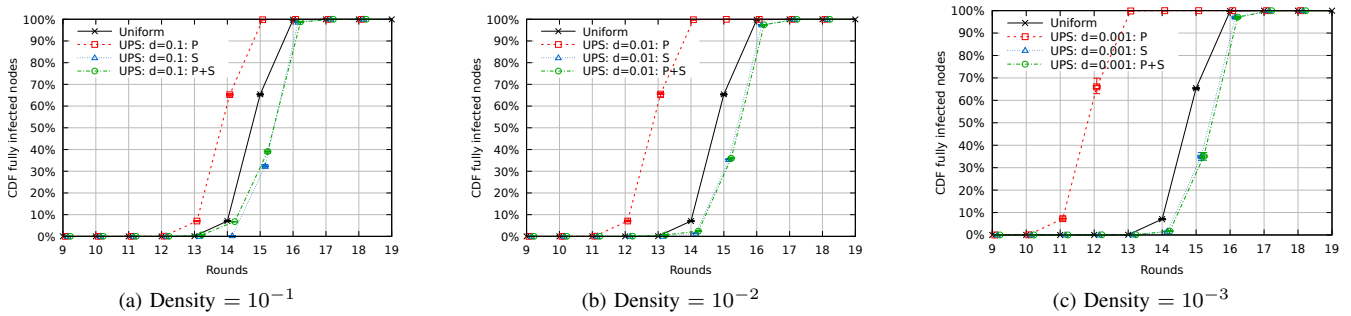 CDF fully infected nodes
100%
90%
80%
70%
60%
50%
40%
30%
20%
10%
0%
Uniform
UPS: d=0.1: P
UPS: d=0.1: S
UPS: d=0.1: P+S
9 10 11 12 13 14 15 16 17 18 19
Rounds
(a) Density = 10⁻¹
CDF fully infected nodes
100%
90%
80%
70%
60%
50%
40%
30%
20%
10%
0%
Uniform
UPS: d=0.01: P
UPS: d=0.01: S
UPS: d=0.01: P+S
9 10 11 12 13 14 15 16 17 18 19
Rounds
(b) Density = 10⁻²
CDF fully infected nodes
100%
90%
80%
70%
60%
50%
40%
30%
20%
10%
0%
Uniform
UPS: d=0.001: P
UPS: d=0.001: S
UPS: d=0.001: P+S
9 10 11 12 13 14 15 16 17 18 19
Rounds
(c) Density = 10⁻³